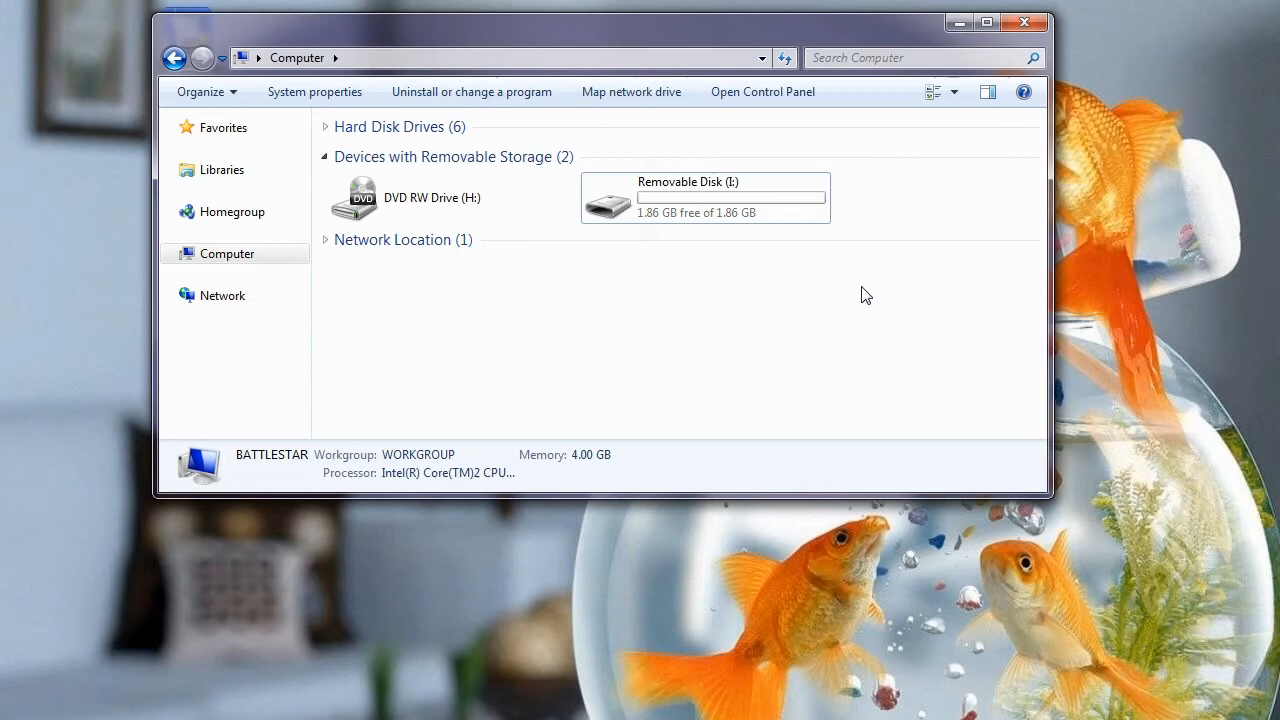 Computer
Search Computer
Organize System properties Uninstall or change a program Map network drive Open Control Panel
Favorites
Libraries
Homegroup
Computer
Network
Hard Disk Drives (6)
Devices with Removable Storage (2)
DVD
DVD RW Drive (H:)
Removable Disk (I:)
1.86 GB free of 1.86 GB
Network Location (1)
BATTLESTAR Workgroup: WORKGROUP Memory: 4.00 GB
Processor: Intel(R) Core(TM)2 CPU...